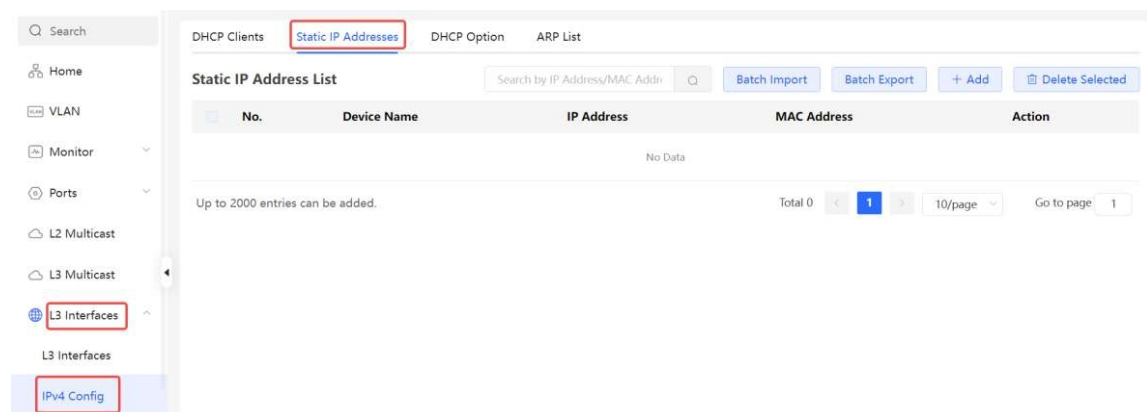 Search
Home
VLAN
Monitor
Ports
L2 Multicast
L3 Multicast
L3 Interfaces
L3 Interfaces
IPv4 Config
DHCP Clients Static IP Addresses DHCP Option ARP List
Static IP Address List Search by IP Address/MAC Addr Batch Import Batch Export + Add Delete Selected
No. Device Name IP Address MAC Address Action
No Data
Up to 2000 entries can be added. Total 0 < 1 > 10/page Go to page 1